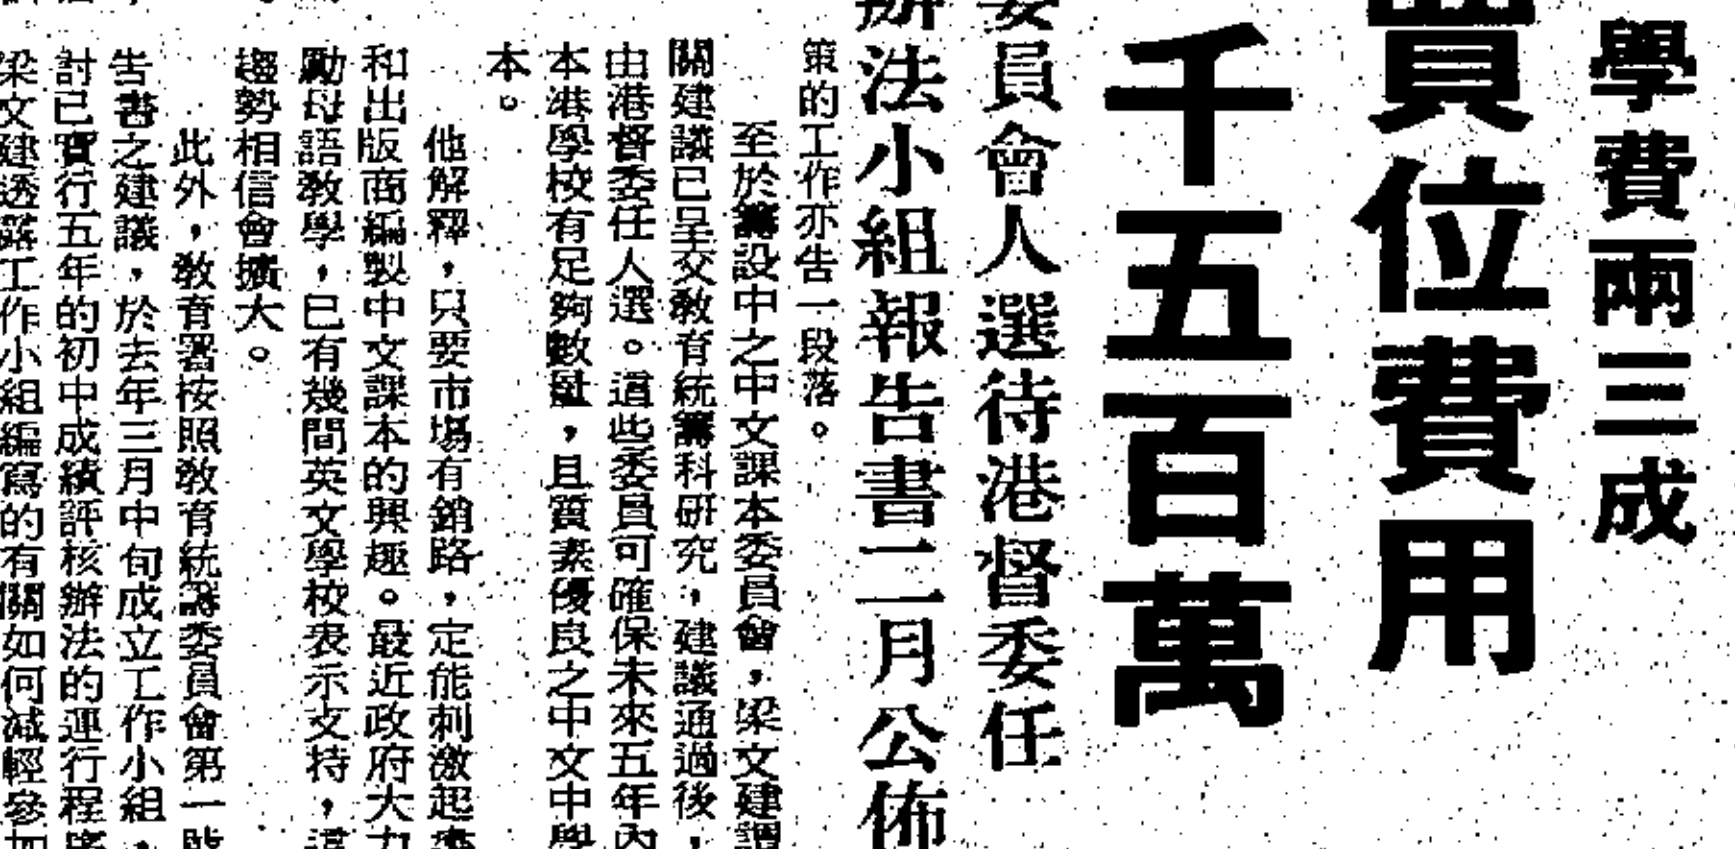 學費兩三成
買位費用
千五百萬
委員會人選待港督委任
辦法小組報告書二月公佈
策的工作亦告一段落。
至於籌設中之中文課本委員會，梁文建謂
關建議已呈交教育統籌科研究，建議通過後，
由港督委任人選。這些委員可確保未來五年內
本港學校有足夠數量，且質素優良之中文中學
本。
他解釋，只要市場有銷路，定能刺激起
和出版商編製中文課本的興趣。最近政府大力
勵母語教學，已有幾間英文學校表示支持，這
趨勢相信會擴大。
此外，教育署按照教育統籌委員會第一
告書之建議，於去年三月中旬成立工作小組，
討已實行五年的初中成績評核辦法的運行程序
梁文建透露工作小組編寫的有關如何減輕參加